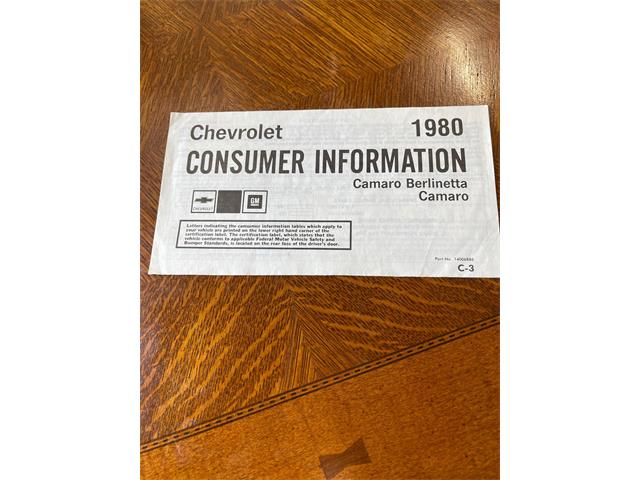 Chevrolet 1980
CONSUMER INFORMATION
Camaro Berlinetta
Camaro
CHEVROLET
GM
Letters indicating the consumer information tables which apply to
your vehicle are printed on the lower right hand corner of the
certification label. The certification label, which states that the
vehicle conforms to applicable Federal Motor Vehicle Safety and
Bumper Standards, is located on the rear face of the driver's door.
Part No. 14006886
C-3